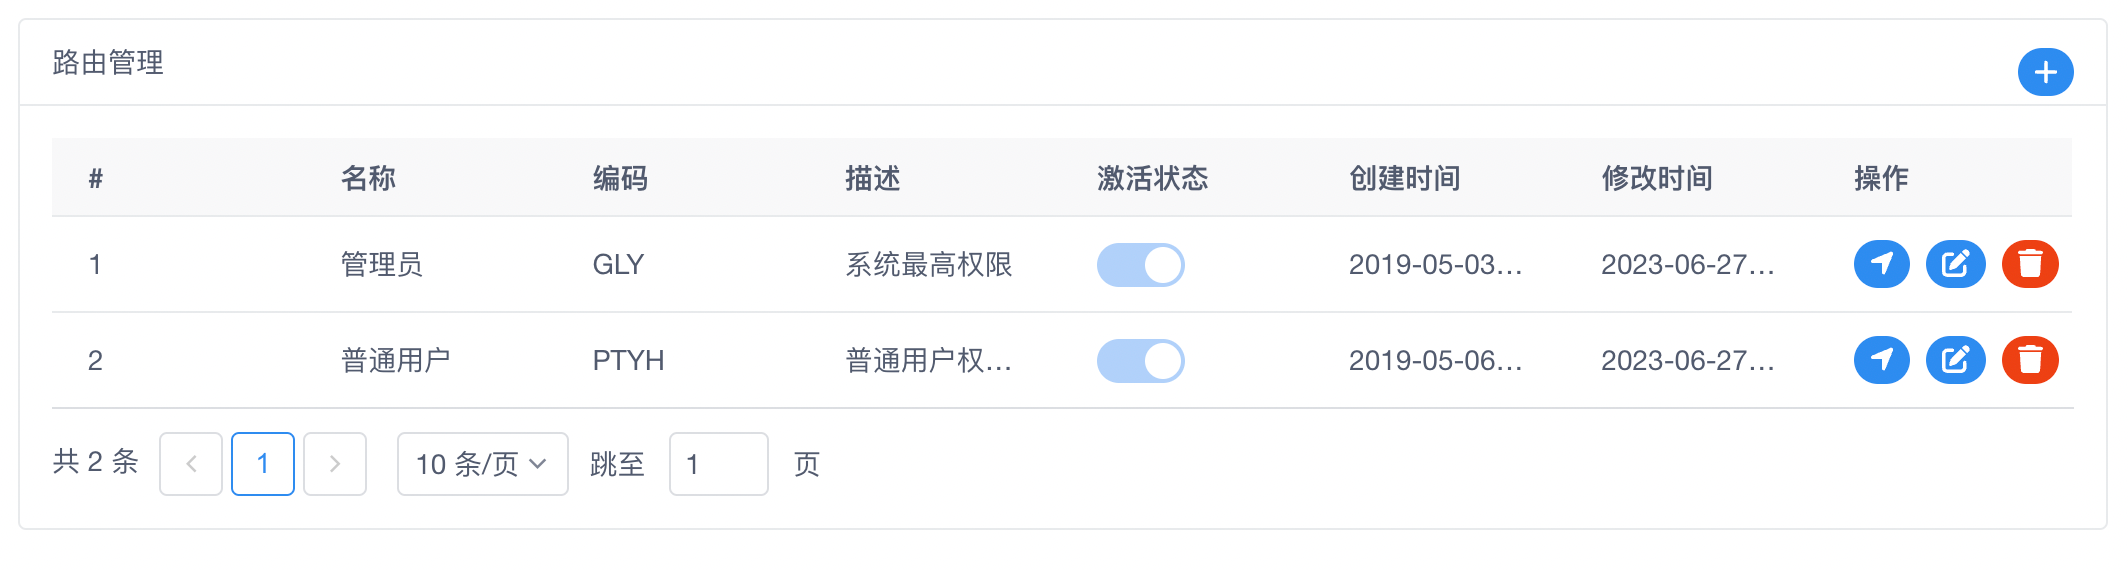 路由管理
# 名称 编码 描述 激活状态 创建时间 修改时间 操作
1 管理员 GLY 系统最高权限 2019-05-03... 2023-06-27...
2 普通用户 PTYH 普通用户权... 2019-05-06... 2023-06-27...
共 2 条 1 10 条/页 跳至 1 页